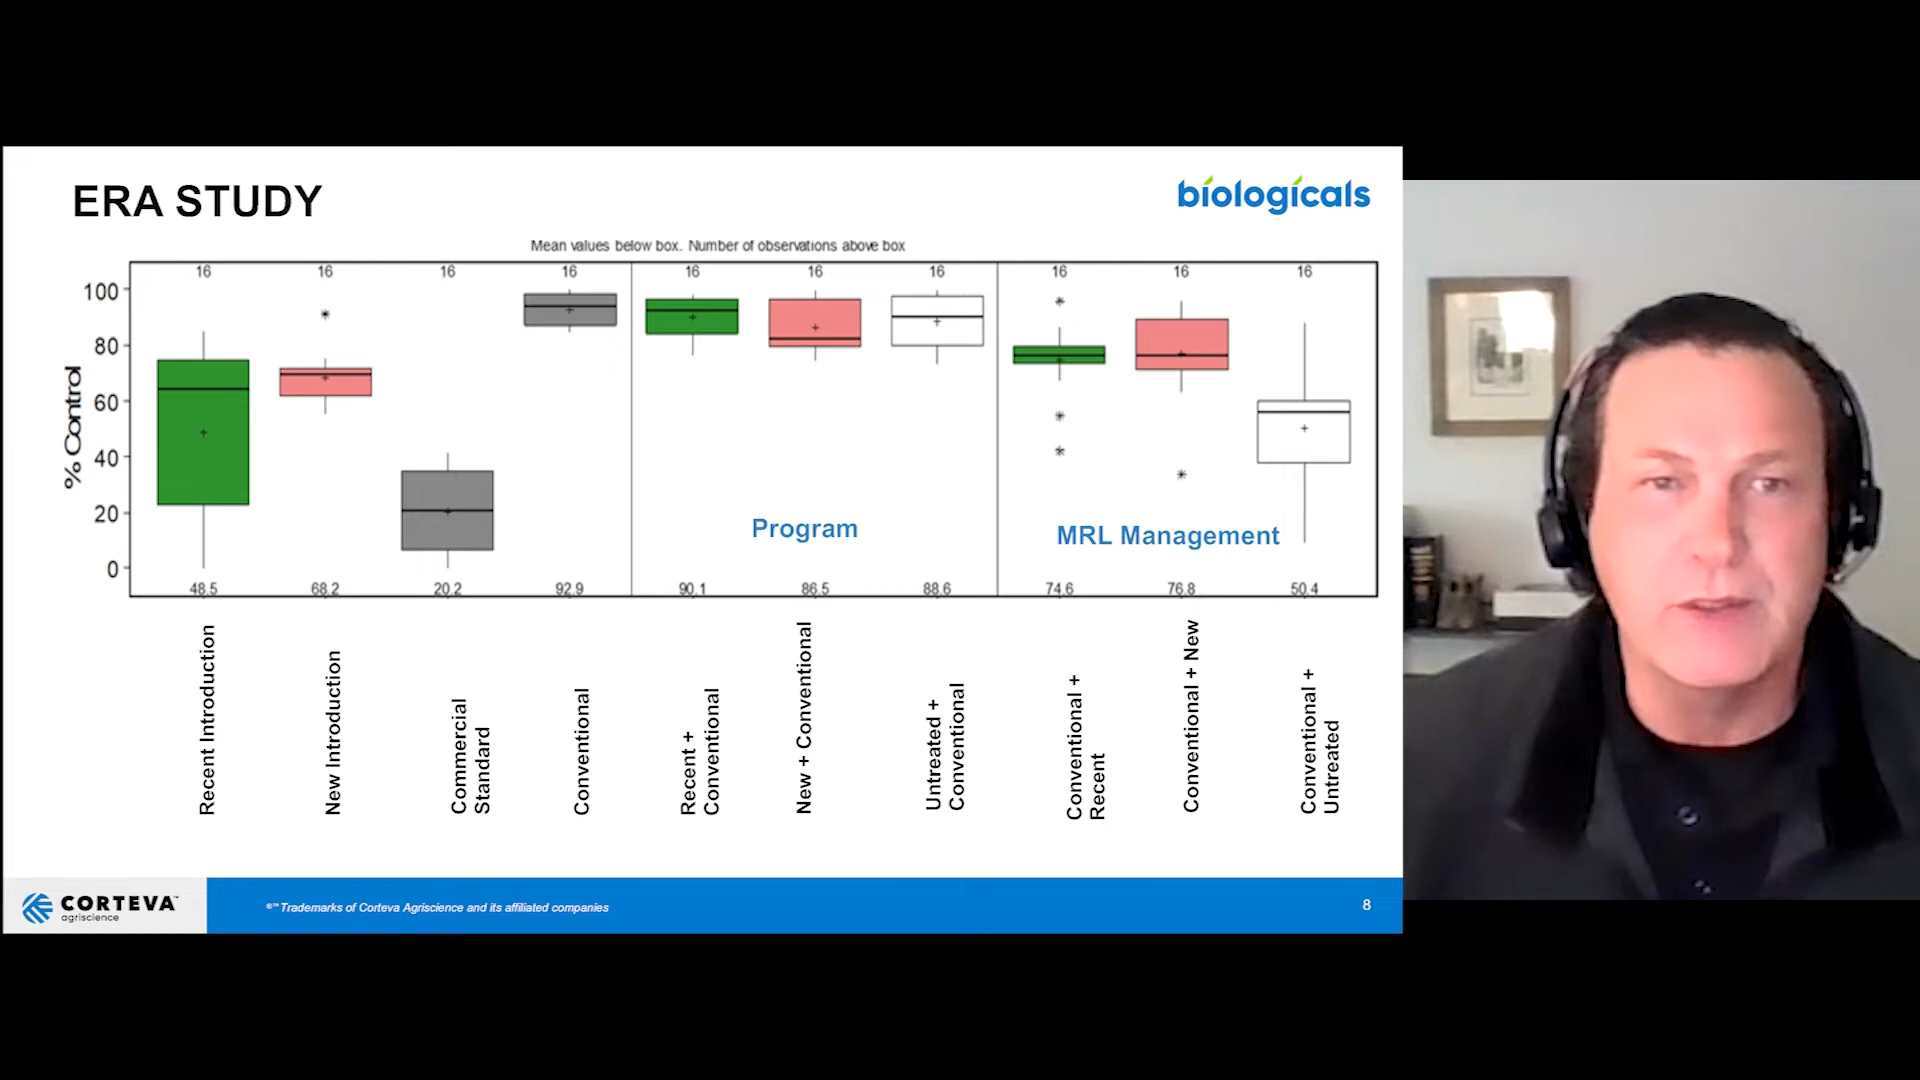 ERA STUDY
biologicals
Mean values below box. Number of observations above box
16 16 16 16 16 16 16 16 16 16
% Control
100
80
60
40
20
0
Program
MRL Management
48.5 68.2 20.2 92.9 90.1 86.5 88.6 74.6 76.8 50.4
Recent Introduction
New Introduction
Commercial
Standard
Conventional
Recent +
Conventional
New + Conventional
Untreated +
Conventional
Conventional +
Recent
Conventional + New
Conventional +
Untreated
CORTEVA™
agriscience
®™ Trademarks of Corteva Agriscience and its affiliated companies
8